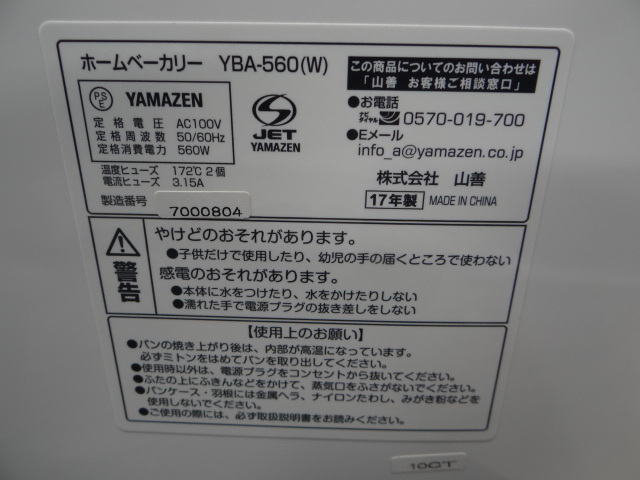 ホームベーカリー YBA-560(W)
この商品についてのお問い合わせは
「山善 お客様ご相談窓口」
PS
E
YAMAZEN
定格電圧 AC100V
定格周波数 50/60Hz
定格消費電力 560W
S
JET
YAMAZEN
●お電話
ナビダイヤル 0570-019-700
●Eメール
info_a@yamazen.co.jp
温度ヒューズ 172℃ 2個
電流ヒューズ 3.15A
株式会社 山善
製造番号
7000804
17年製 MADE IN CHINA
警告
やけどのおそれがあります。
●子供だけで使用したり、幼児の手の届くところで使わない
感電のおそれがあります。
●本体に水をつけたり、水をかけたりしない
●濡れた手で電源プラグの抜き差しをしない
【使用上のお願い】
●パンの焼き上がり後は、内部が高温になっています。
必ずミトンをはめてパンを取り出してください。
●使用時以外は、電源プラグをコンセントから抜いてください。
●ふたの上にふきんなどをかけて、蒸気口をふさがないでください。
●パンケース・羽根には金属ヘラ、ナイロンたわし、みがき粉などを
使用しないでください。
●ご使用の際には、必ず取扱説明書をお読みください。
10CT